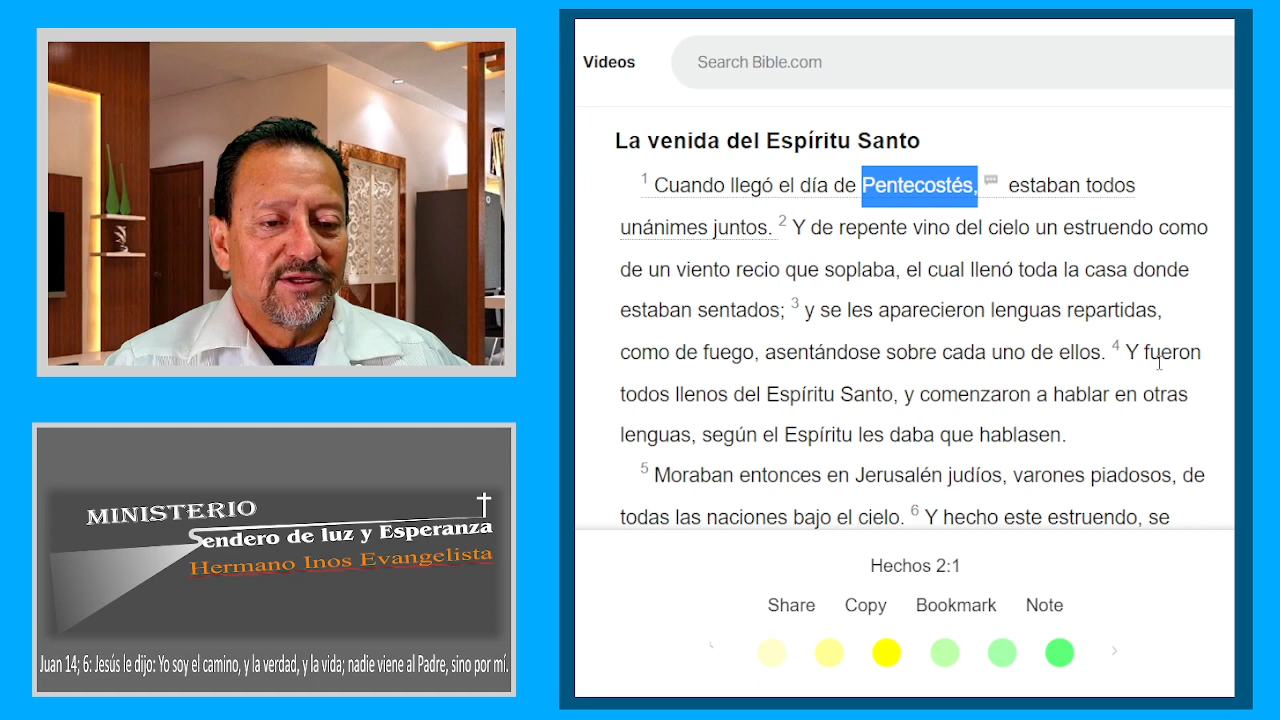 MINISTERIO
Sendero de luz y Esperanza
Hermano Inos Evangelista
Juan 14; 6: Jesús le dijo: Yo soy el camino, y la verdad, y la vida; nadie viene al Padre, sino por mí.
Videos
Search Bible.com
La venida del Espíritu Santo
1 Cuando llegó el día de Pentecostés, estaban todos
unánimes juntos. 2 Y de repente vino del cielo un estruendo como
de un viento recio que soplaba, el cual llenó toda la casa donde
estaban sentados; 3 y se les aparecieron lenguas repartidas,
como de fuego, asentándose sobre cada uno de ellos. 4 Y fueron
todos llenos del Espíritu Santo, y comenzaron a hablar en otras
lenguas, según el Espíritu les daba que hablasen.
5 Moraban entonces en Jerusalén judíos, varones piadosos, de
todas las naciones bajo el cielo. 6 Y hecho este estruendo, se
Hechos 2:1
Share Copy Bookmark Note